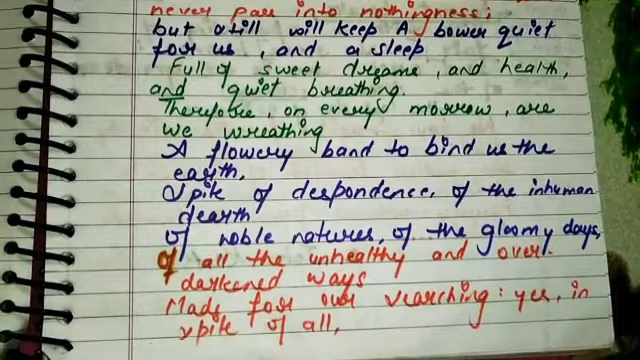 never pass into nothingness;
but still will keep A bower quiet
for us, and a sleep
Full of sweet dreams, and health,
and quiet breathing.
Therefore, on every morrow, are
we wreathing
A flowery band to bind us the
earth,
Spite of despondence, of the inhuman
dearth
Of noble natures, of the gloomy days,
Of all the unhealthy and over
darkened ways
Made for our searching: yes, in
spite of all,